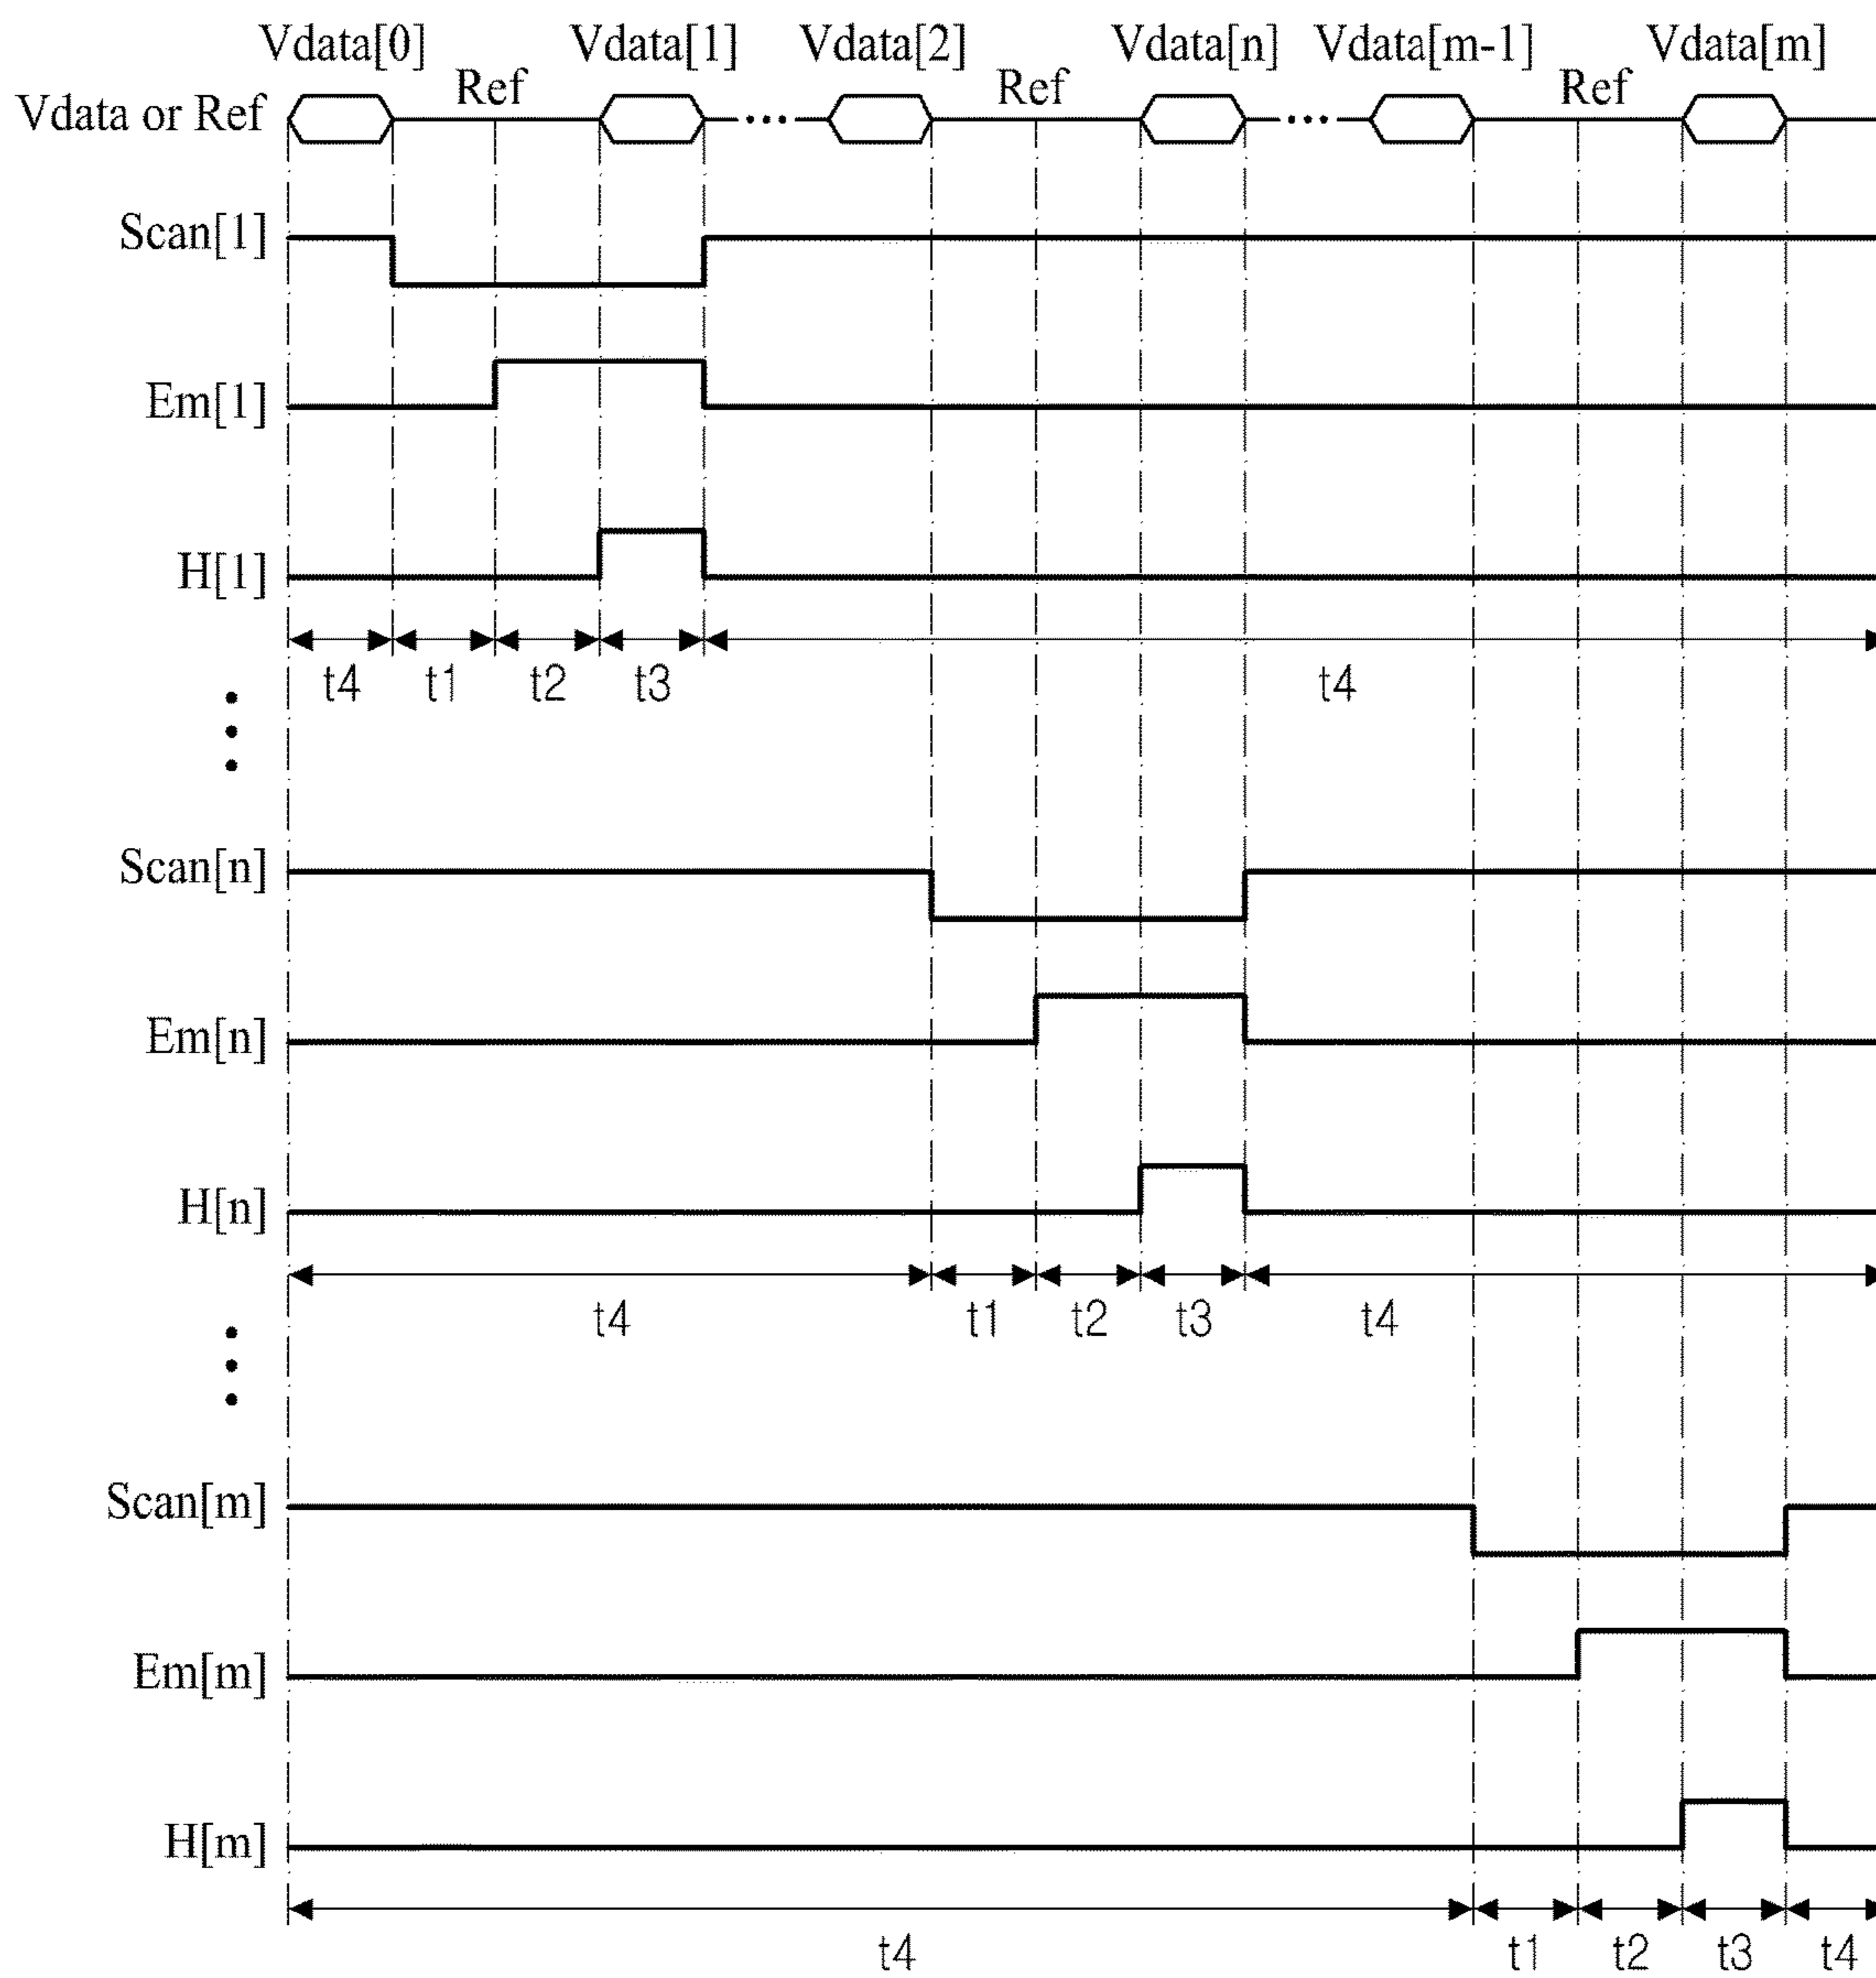 Vdata[0] Vdata[1] Vdata[2] Vdata[n] Vdata[m-1] Vdata[m]
Ref Ref Ref
Vdata or Ref ... ...
Scan[1]
Em[1]
H[1]
t4 t1 t2 t3 t4
Scan[n]
Em[n]
H[n]
t4 t1 t2 t3 t4
Scan[m]
Em[m]
H[m]
t4 t1 t2 t3 t4